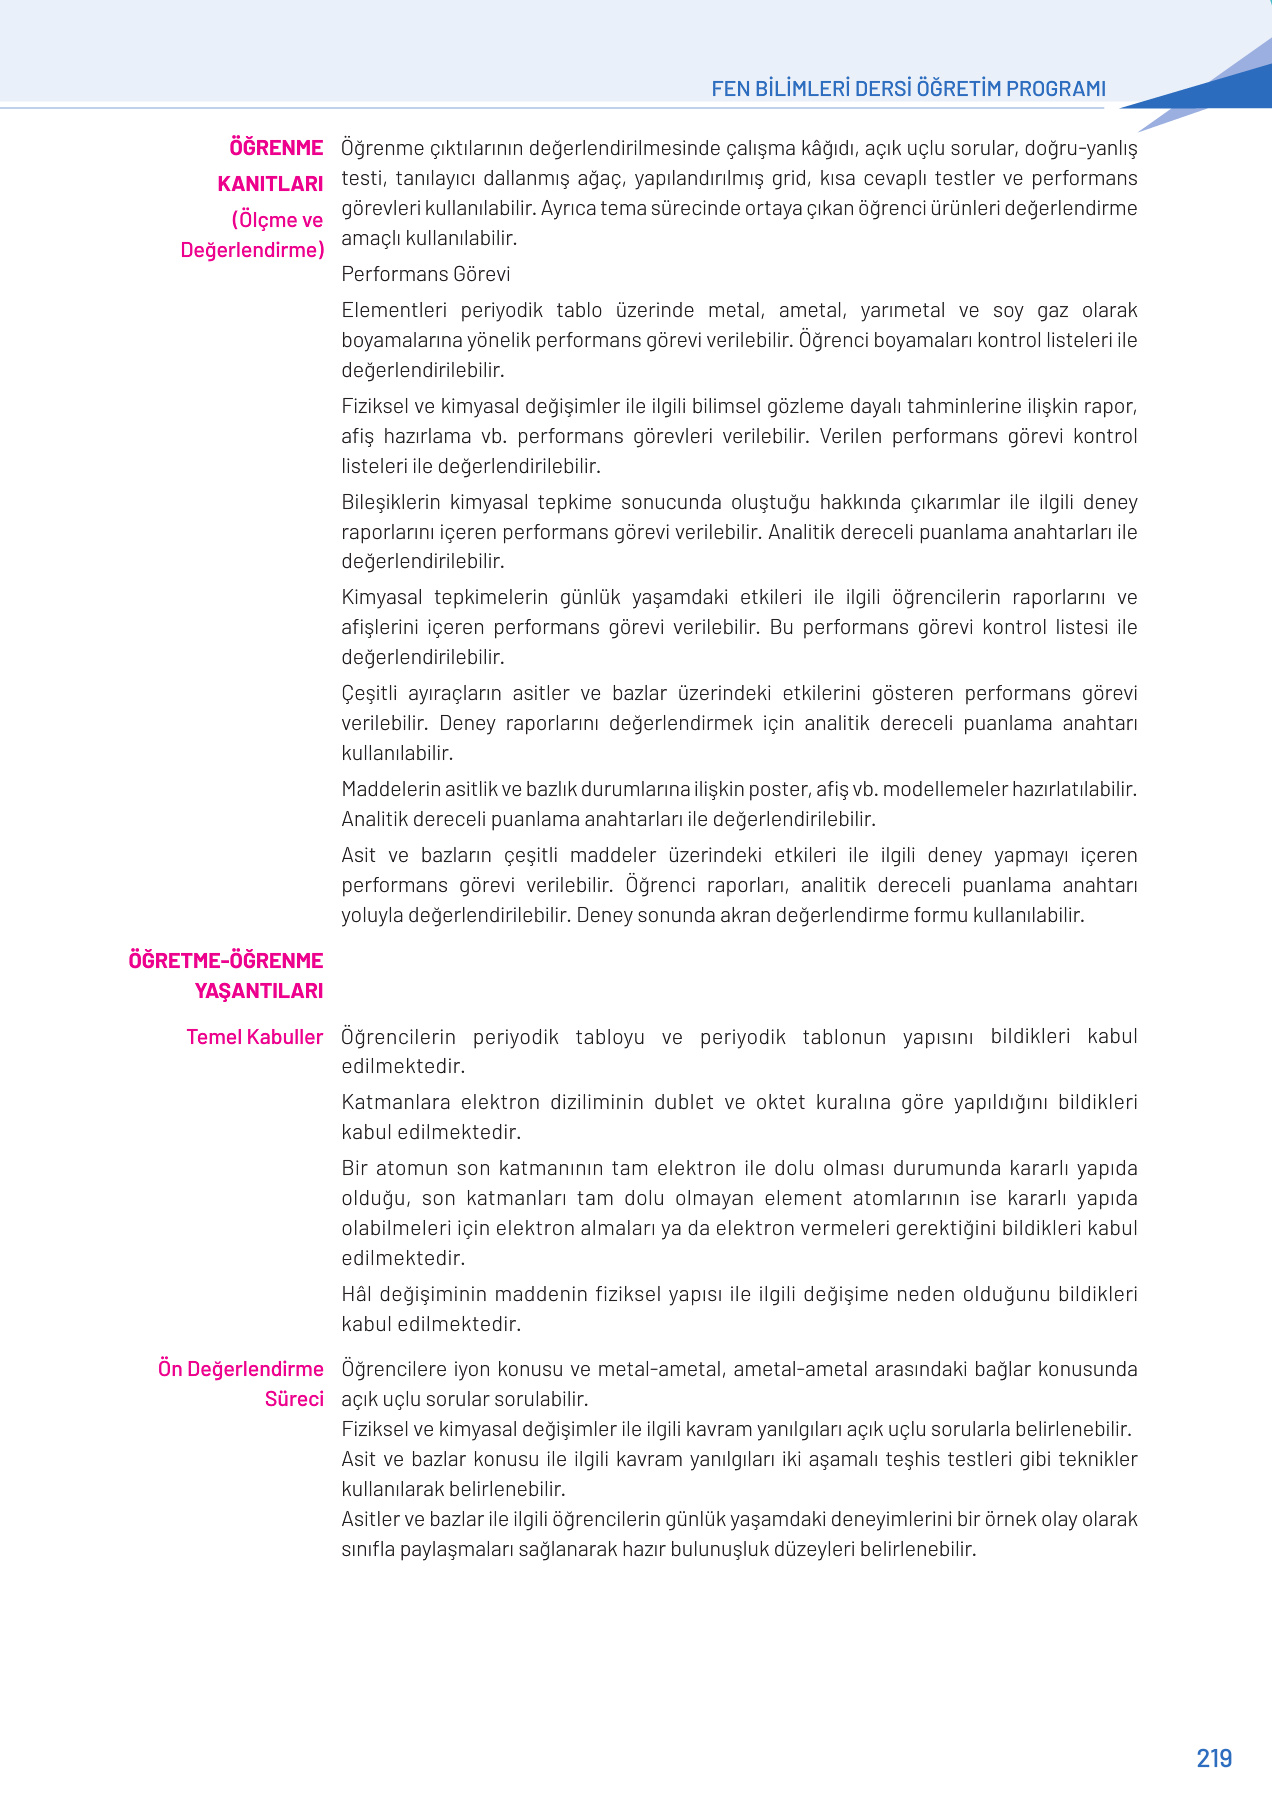 FEN BİLİMLERİ DERSİ ÖĞRETİM PROGRAMI
ÖĞRENME
KANITLARI
(Ölçme ve
Değerlendirme)
Öğrenme çıktılarının değerlendirilmesinde çalışma kâğıdı, açık uçlu sorular, doğru-yanlış
testi, tanılayıcı dallanmış ağaç, yapılandırılmış grid, kısa cevaplı testler ve performans
görevleri kullanılabilir. Ayrıca tema sürecinde ortaya çıkan öğrenci ürünleri değerlendirme
amaçlı kullanılabilir.
Performans Görevi
Elementleri periyodik tablo üzerinde metal, ametal, yarımetal ve soy gaz olarak
boyamalarına yönelik performans görevi verilebilir. Öğrenci boyamaları kontrol listeleri ile
değerlendirilebilir.
Fiziksel ve kimyasal değişimler ile ilgili bilimsel gözleme dayalı tahminlerine ilişkin rapor,
afiş hazırlama vb. performans görevleri verilebilir. Verilen performans görevi kontrol
listeleri ile değerlendirilebilir.
Bileşiklerin kimyasal tepkime sonucunda oluştuğu hakkında çıkarımlar ile ilgili deney
raporlarını içeren performans görevi verilebilir. Analitik dereceli puanlama anahtarları ile
değerlendirilebilir.
Kimyasal tepkimelerin günlük yaşamdaki etkileri ile ilgili öğrencilerin raporlarını ve
afişlerini içeren performans görevi verilebilir. Bu performans görevi kontrol listesi ile
değerlendirilebilir.
Çeşitli ayıraçların asitler ve bazlar üzerindeki etkilerini gösteren performans görevi
verilebilir. Deney raporlarını değerlendirmek için analitik dereceli puanlama anahtarı
kullanılabilir.
Maddelerin asitlik ve bazlık durumlarına ilişkin poster, afiş vb. modellemeler hazırlatılabilir.
Analitik dereceli puanlama anahtarları ile değerlendirilebilir.
Asit ve bazların çeşitli maddeler üzerindeki etkileri ile ilgili deney yapmayı içeren
performans görevi verilebilir. Öğrenci raporları, analitik dereceli puanlama anahtarı
yoluyla değerlendirilebilir. Deney sonunda akran değerlendirme formu kullanılabilir.
ÖĞRETME-ÖĞRENME
YAŞANTILARI
Temel Kabuller
Öğrencilerin periyodik tabloyu ve periyodik tablonun yapısını bildikleri kabul
edilmektedir.
Katmanlara elektron diziliminin dublet ve oktet kuralına göre yapıldığını bildikleri
kabul edilmektedir.
Bir atomun son katmanının tam elektron ile dolu olması durumunda kararlı yapıda
olduğu, son katmanları tam dolu olmayan element atomlarının ise kararlı yapıda
olabilmeleri için elektron almaları ya da elektron vermeleri gerektiğini bildikleri kabul
edilmektedir.
Hâl değişiminin maddenin fiziksel yapısı ile ilgili değişime neden olduğunu bildikleri
kabul edilmektedir.
Ön Değerlendirme
Süreci
Öğrencilere iyon konusu ve metal-ametal, ametal-ametal arasındaki bağlar konusunda
açık uçlu sorular sorulabilir.
Fiziksel ve kimyasal değişimler ile ilgili kavram yanılgıları açık uçlu sorularla belirlenebilir.
Asit ve bazlar konusu ile ilgili kavram yanılgıları iki aşamalı teşhis testleri gibi teknikler
kullanılarak belirlenebilir.
Asitler ve bazlar ile ilgili öğrencilerin günlük yaşamdaki deneyimlerini bir örnek olay olarak
sınıfla paylaşmaları sağlanarak hazır bulunuşluk düzeyleri belirlenebilir.
219